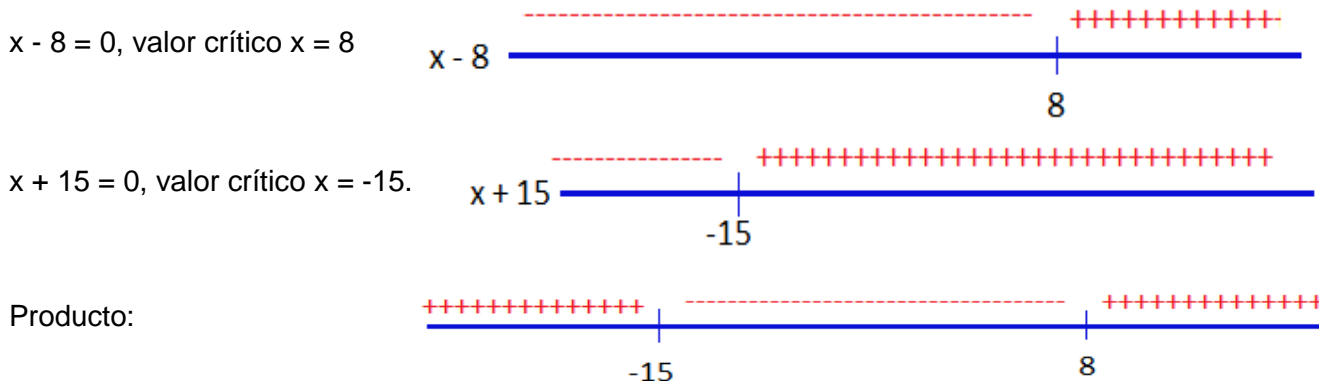 ------------------------------------------------ +++++++++++++
x - 8 = 0, valor crítico x = 8
x - 8
8
---------------- ++++++++++++++++++++++++++++++++
x + 15 = 0, valor crítico x = -15.
x + 15
-15
++++++++++++++ ----------------------------------- ++++++++++++++
Producto:
-15 8